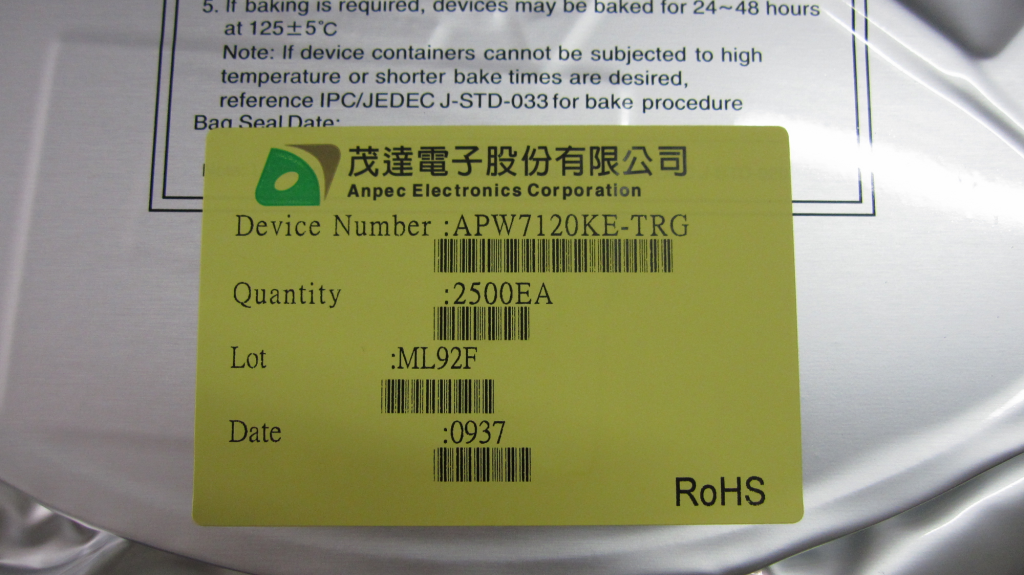 5. If baking is required, devices may be baked for 24~48 hours
at 125±5℃
Note: If device containers cannot be subjected to high
temperature or shorter bake times are desired,
reference IPC/JEDEC J-STD-033 for bake procedure
Bag Seal Date:
茂達電子股份有限公司
Anpec Electronics Corporation
Device Number :APW7120KE-TRG
Quantity :2500EA
Lot :ML92F
Date :0937
RoHS